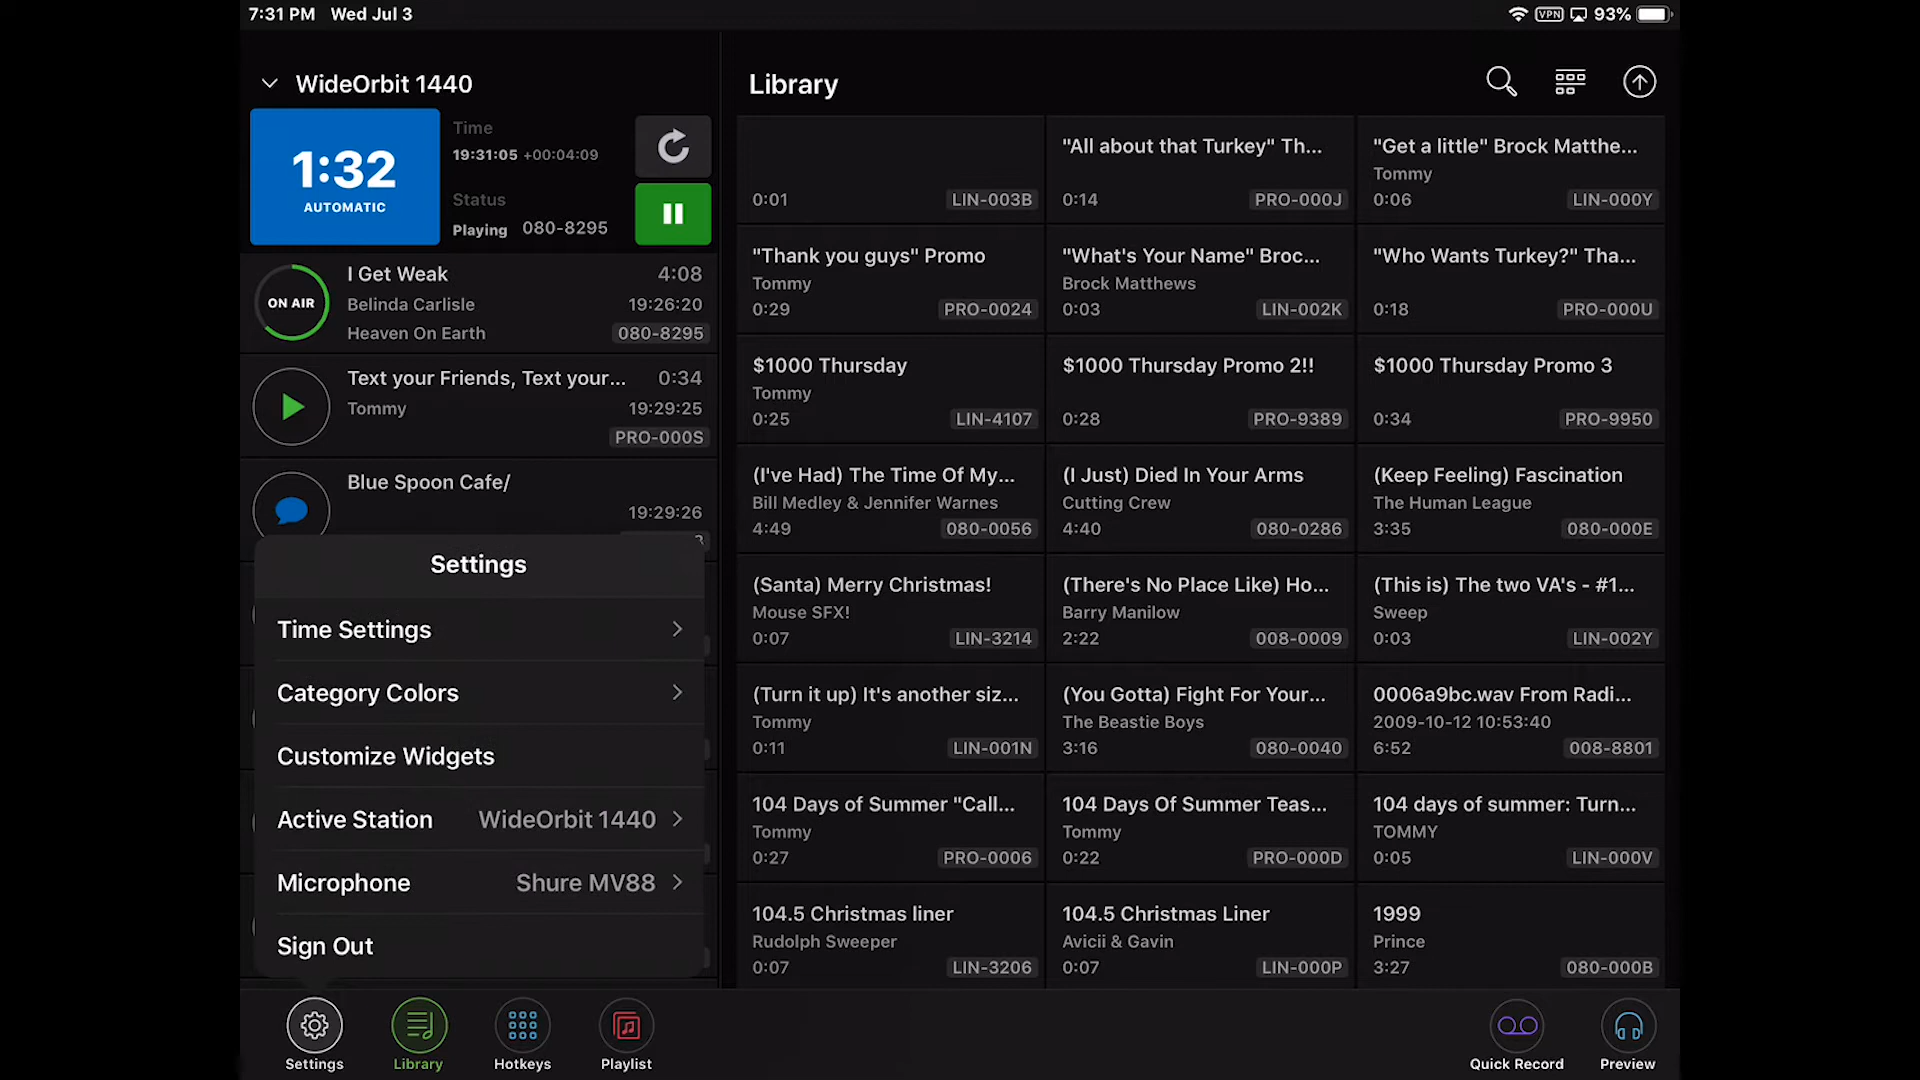 7:31 PM Wed Jul 3
VPN 93%
WideOrbit 1440
1:32
AUTOMATIC
Time
19:31:05 +00:04:09
Status
Playing 080-8295
ON AIR
I Get Weak 4:08
Belinda Carlisle 19:26:20
Heaven On Earth 080-8295
Text your Friends, Text your... 0:34
Tommy 19:29:25
PRO-000S
Blue Spoon Cafe/
19:29:26
Settings
Time Settings
Category Colors
Customize Widgets
Active Station WideOrbit 1440
Microphone Shure MV88
Sign Out
Library
0:01 LIN-003B
"All about that Turkey" Th...
0:14 PRO-000J
"Get a little" Brock Matthe...
Tommy
0:06 LIN-000Y
"Thank you guys" Promo
Tommy
0:29 PRO-0024
"What's Your Name" Broc...
Brock Matthews
0:03 LIN-002K
"Who Wants Turkey?" Tha...
0:18 PRO-000U
$1000 Thursday
Tommy
0:25 LIN-4107
$1000 Thursday Promo 2!!
0:28 PRO-9389
$1000 Thursday Promo 3
0:34 PRO-9950
(I've Had) The Time Of My...
Bill Medley & Jennifer Warnes
4:49 080-0056
(I Just) Died In Your Arms
Cutting Crew
4:40 080-0286
(Keep Feeling) Fascination
The Human League
3:35 080-000E
(Santa) Merry Christmas!
Mouse SFX!
0:07 LIN-3214
(There's No Place Like) Ho...
Barry Manilow
2:22 008-0009
(This is) The two VA's - #1...
Sweep
0:03 LIN-002Y
(Turn it up) It's another siz...
Tommy
0:11 LIN-001N
(You Gotta) Fight For Your...
The Beastie Boys
3:16 080-0040
0006a9bc.wav From Radi...
2009-10-12 10:53:40
6:52 008-8801
104 Days of Summer "Call...
Tommy
0:27 PRO-0006
104 Days Of Summer Teas...
Tommy
0:22 PRO-000D
104 days of summer: Turn...
TOMMY
0:05 LIN-000V
104.5 Christmas liner
Rudolph Sweeper
0:07 LIN-3206
104.5 Christmas Liner
Avicii & Gavin
0:07 LIN-000P
1999
Prince
3:27 080-000B
Settings
Library
Hotkeys
Playlist
Quick Record
Preview